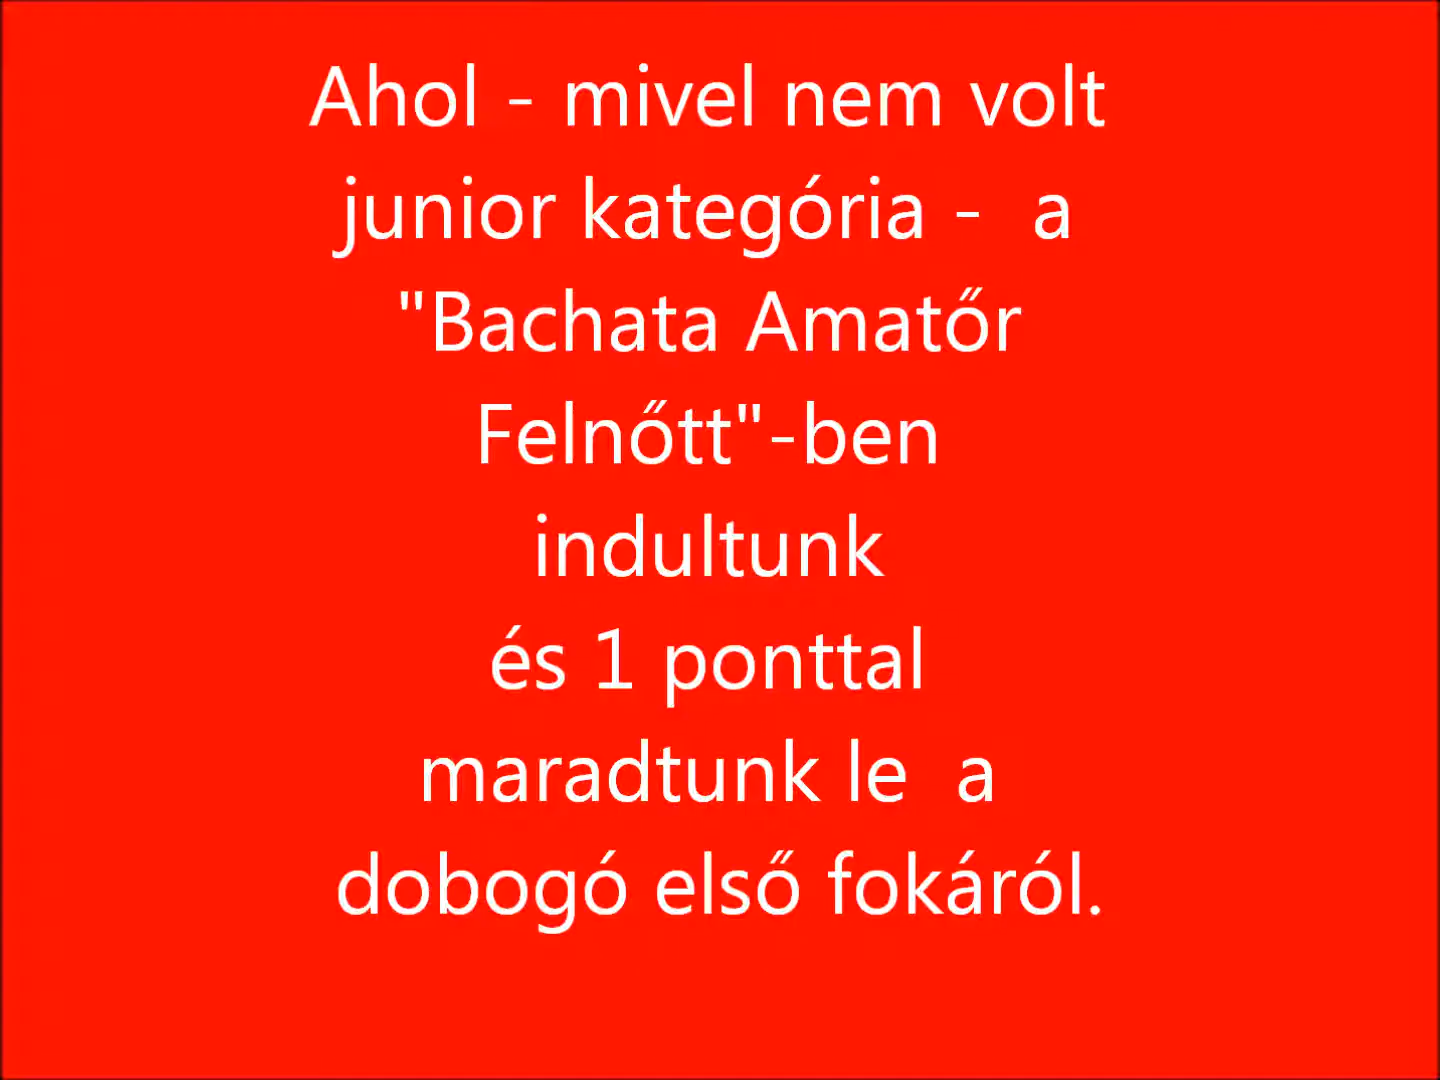 Ahol - mivel nem volt
junior kategória -  a
"Bachata Amatőr
Felnőtt"-ben
indultunk
és 1 ponttal
maradtunk le  a
dobogó első fokáról.